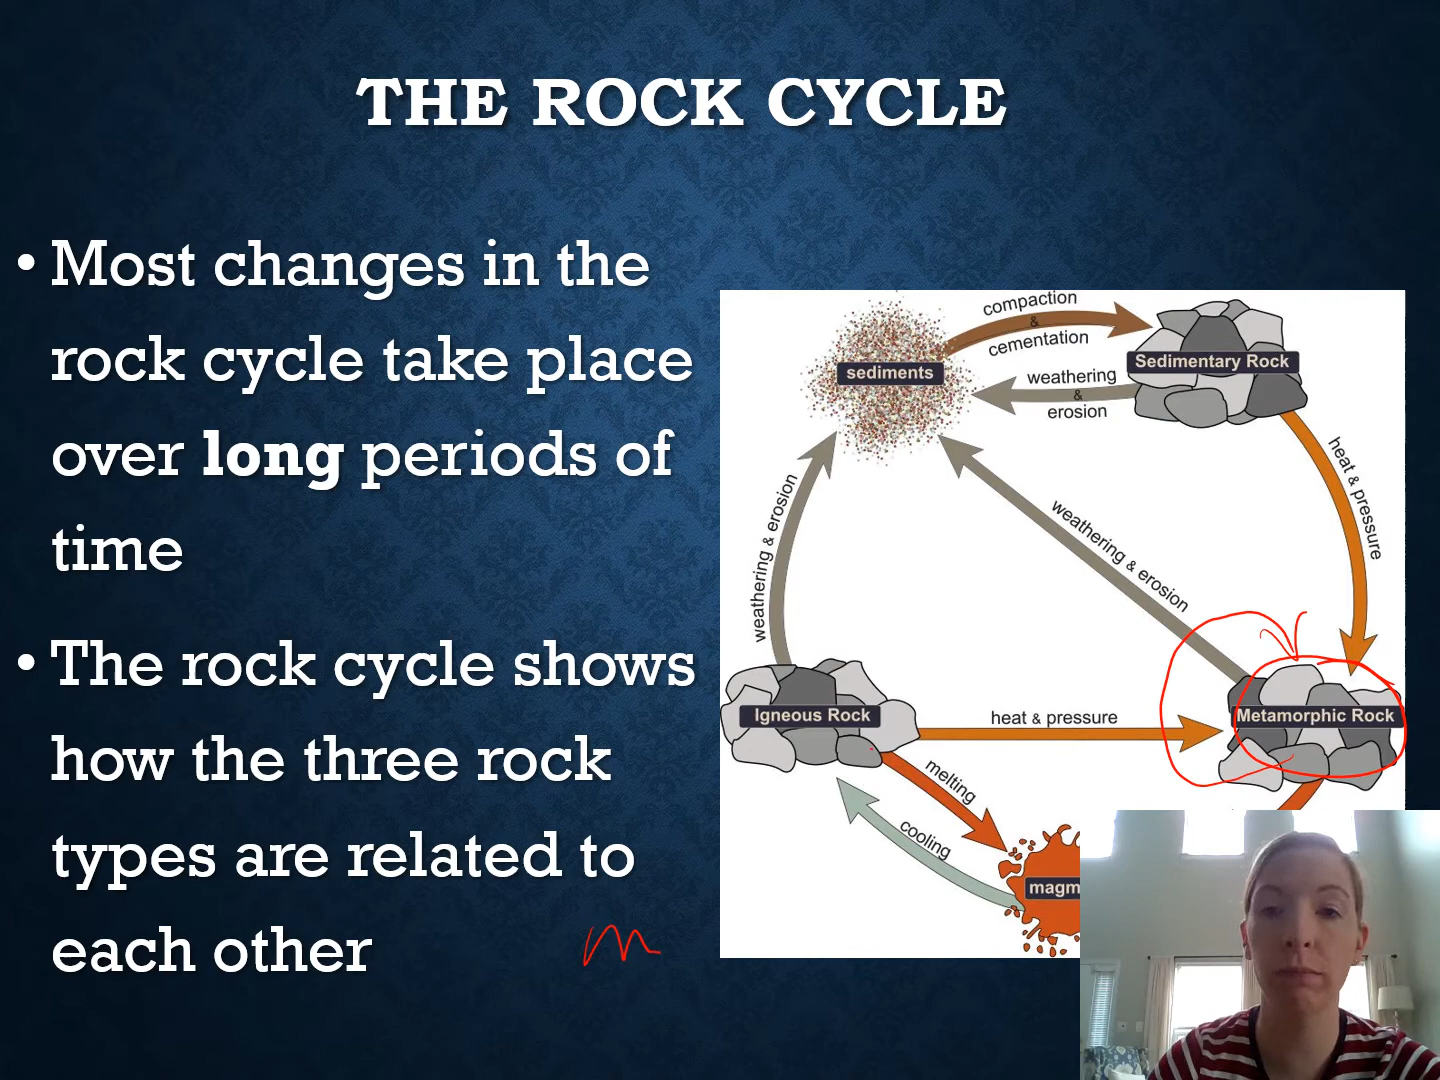 THE ROCK CYCLE
• Most changes in the
rock cycle take place
over long periods of
time
• The rock cycle shows
how the three rock
types are related to
each other
m
compaction
&
cementation
sediments
Sedimentary Rock
weathering
&
erosion
heat & pressure
weathering & erosion
weathering & erosion
Igneous Rock
heat & pressure
Metamorphic Rock
melting
cooling
magm